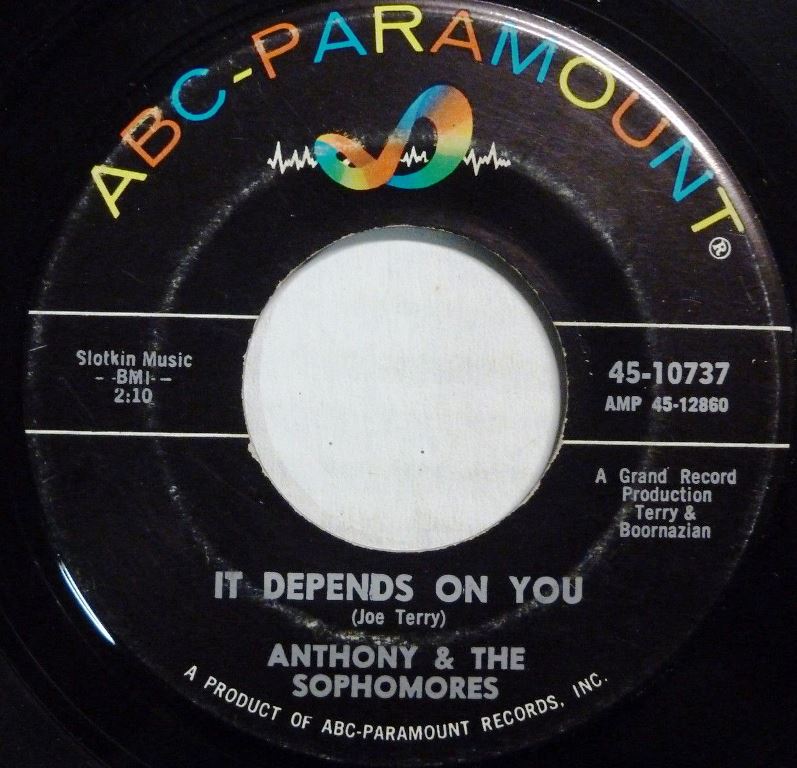 ABC-PARAMOUNT
®
Slotkin Music
--BMI--
2:10
45-10737
AMP 45-12860
A Grand Record
Production
Terry &
Boornazian
IT DEPENDS ON YOU
(Joe Terry)
ANTHONY & THE
SOPHOMORES
A PRODUCT OF ABC-PARAMOUNT RECORDS, INC.